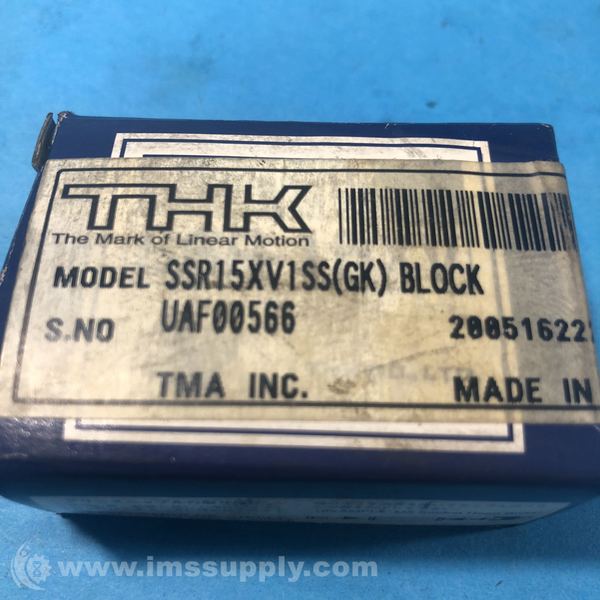 THK
The Mark of Linear Motion
MODEL SSR15XV1SS(GK) BLOCK
S.NO UAF00566 200516222
TMA INC. MADE IN
www.imssupply.com